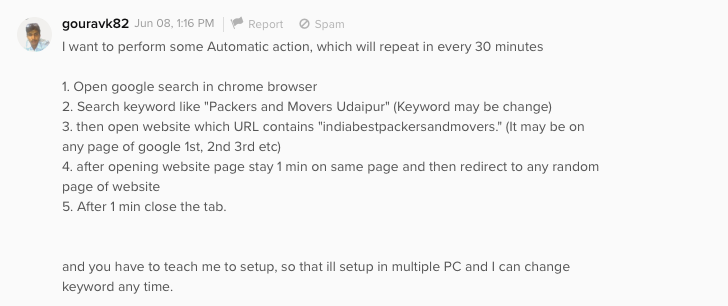 gouravk82 Jun 08, 1:16 PM Report Spam
I want to perform some Automatic action, which will repeat in every 30 minutes
1. Open google search in chrome browser
2. Search keyword like "Packers and Movers Udaipur" (Keyword may be change)
3. then open website which URL contains "indiabestpackersandmovers." (It may be on
any page of google 1st, 2nd 3rd etc)
4. after opening website page stay 1 min on same page and then redirect to any random
page of website
5. After 1 min close the tab.
and you have to teach me to setup, so that ill setup in multiple PC and I can change
keyword any time.